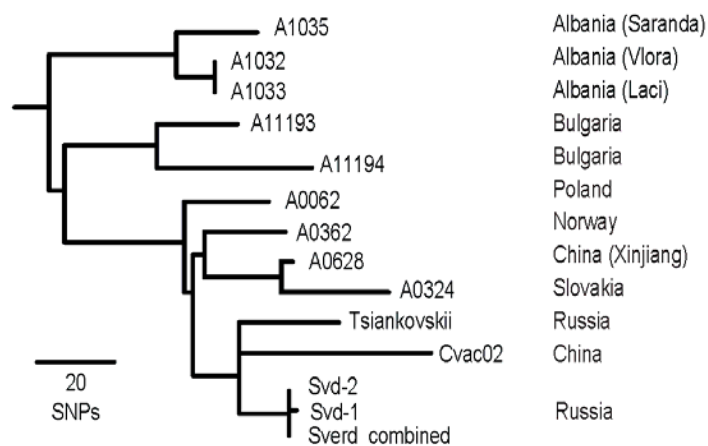 A1035 Albania (Saranda)
A1032 Albania (Vlora)
A1033 Albania (Laci)
A11193 Bulgaria
A11194 Bulgaria
A0062 Poland
A0362 Norway
A0628 China (Xinjiang)
A0324 Slovakia
Tsiankovskii Russia
Cvac02 China
Svd-2
Svd-1 Russia
Sverd combined
20
SNPs